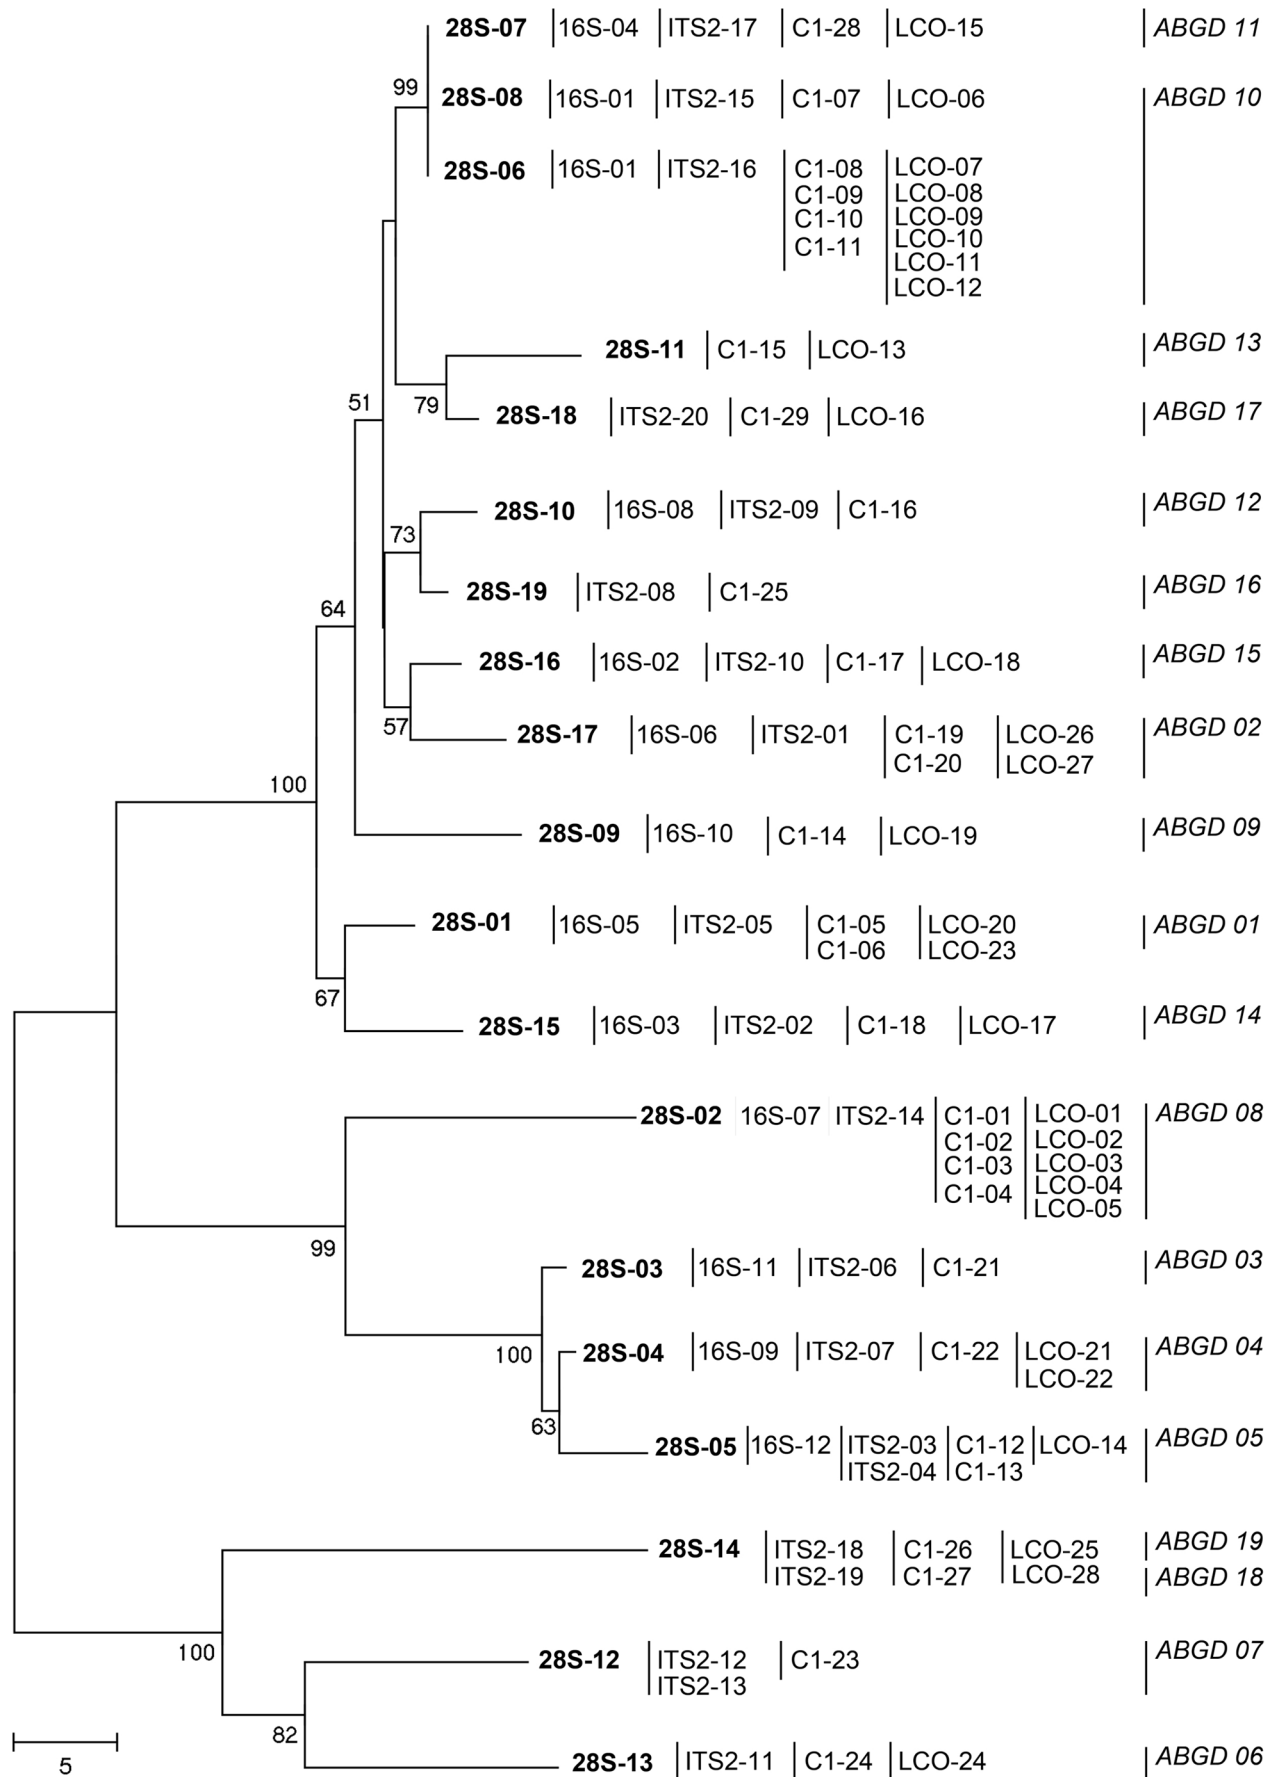 28S-07 16S-04 ITS2-17 C1-28 LCO-15 ABGD 11
99
28S-08 16S-01 ITS2-15 C1-07 LCO-06 ABGD 10
28S-06 16S-01 ITS2-16 C1-08 LCO-07
C1-09 LCO-08
C1-10 LCO-09
LCO-10
C1-11 LCO-11
LCO-12
28S-11 C1-15 LCO-13 ABGD 13
51
79
28S-18 ITS2-20 C1-29 LCO-16 ABGD 17
28S-10 16S-08 ITS2-09 C1-16 ABGD 12
73
28S-19 ITS2-08 C1-25 ABGD 16
64
28S-16 16S-02 ITS2-10 C1-17 LCO-18 ABGD 15
57
28S-17 16S-06 ITS2-01 C1-19 LCO-26 ABGD 02
C1-20 LCO-27
100
28S-09 16S-10 C1-14 LCO-19 ABGD 09
28S-01 16S-05 ITS2-05 C1-05 LCO-20 ABGD 01
C1-06 LCO-23
67
28S-15 16S-03 ITS2-02 C1-18 LCO-17 ABGD 14
28S-02 16S-07 ITS2-14 C1-01 LCO-01 ABGD 08
C1-02 LCO-02
C1-03 LCO-03
C1-04 LCO-04
LCO-05
99
28S-03 16S-11 ITS2-06 C1-21 ABGD 03
100
28S-04 16S-09 ITS2-07 C1-22 LCO-21 ABGD 04
LCO-22
63
28S-05 16S-12 ITS2-03 C1-12 LCO-14 ABGD 05
ITS2-04 C1-13
28S-14 ITS2-18 C1-26 LCO-25 ABGD 19
ITS2-19 C1-27 LCO-28 ABGD 18
100
28S-12 ITS2-12 C1-23 ABGD 07
ITS2-13
82
28S-13 ITS2-11 C1-24 LCO-24 ABGD 06
5